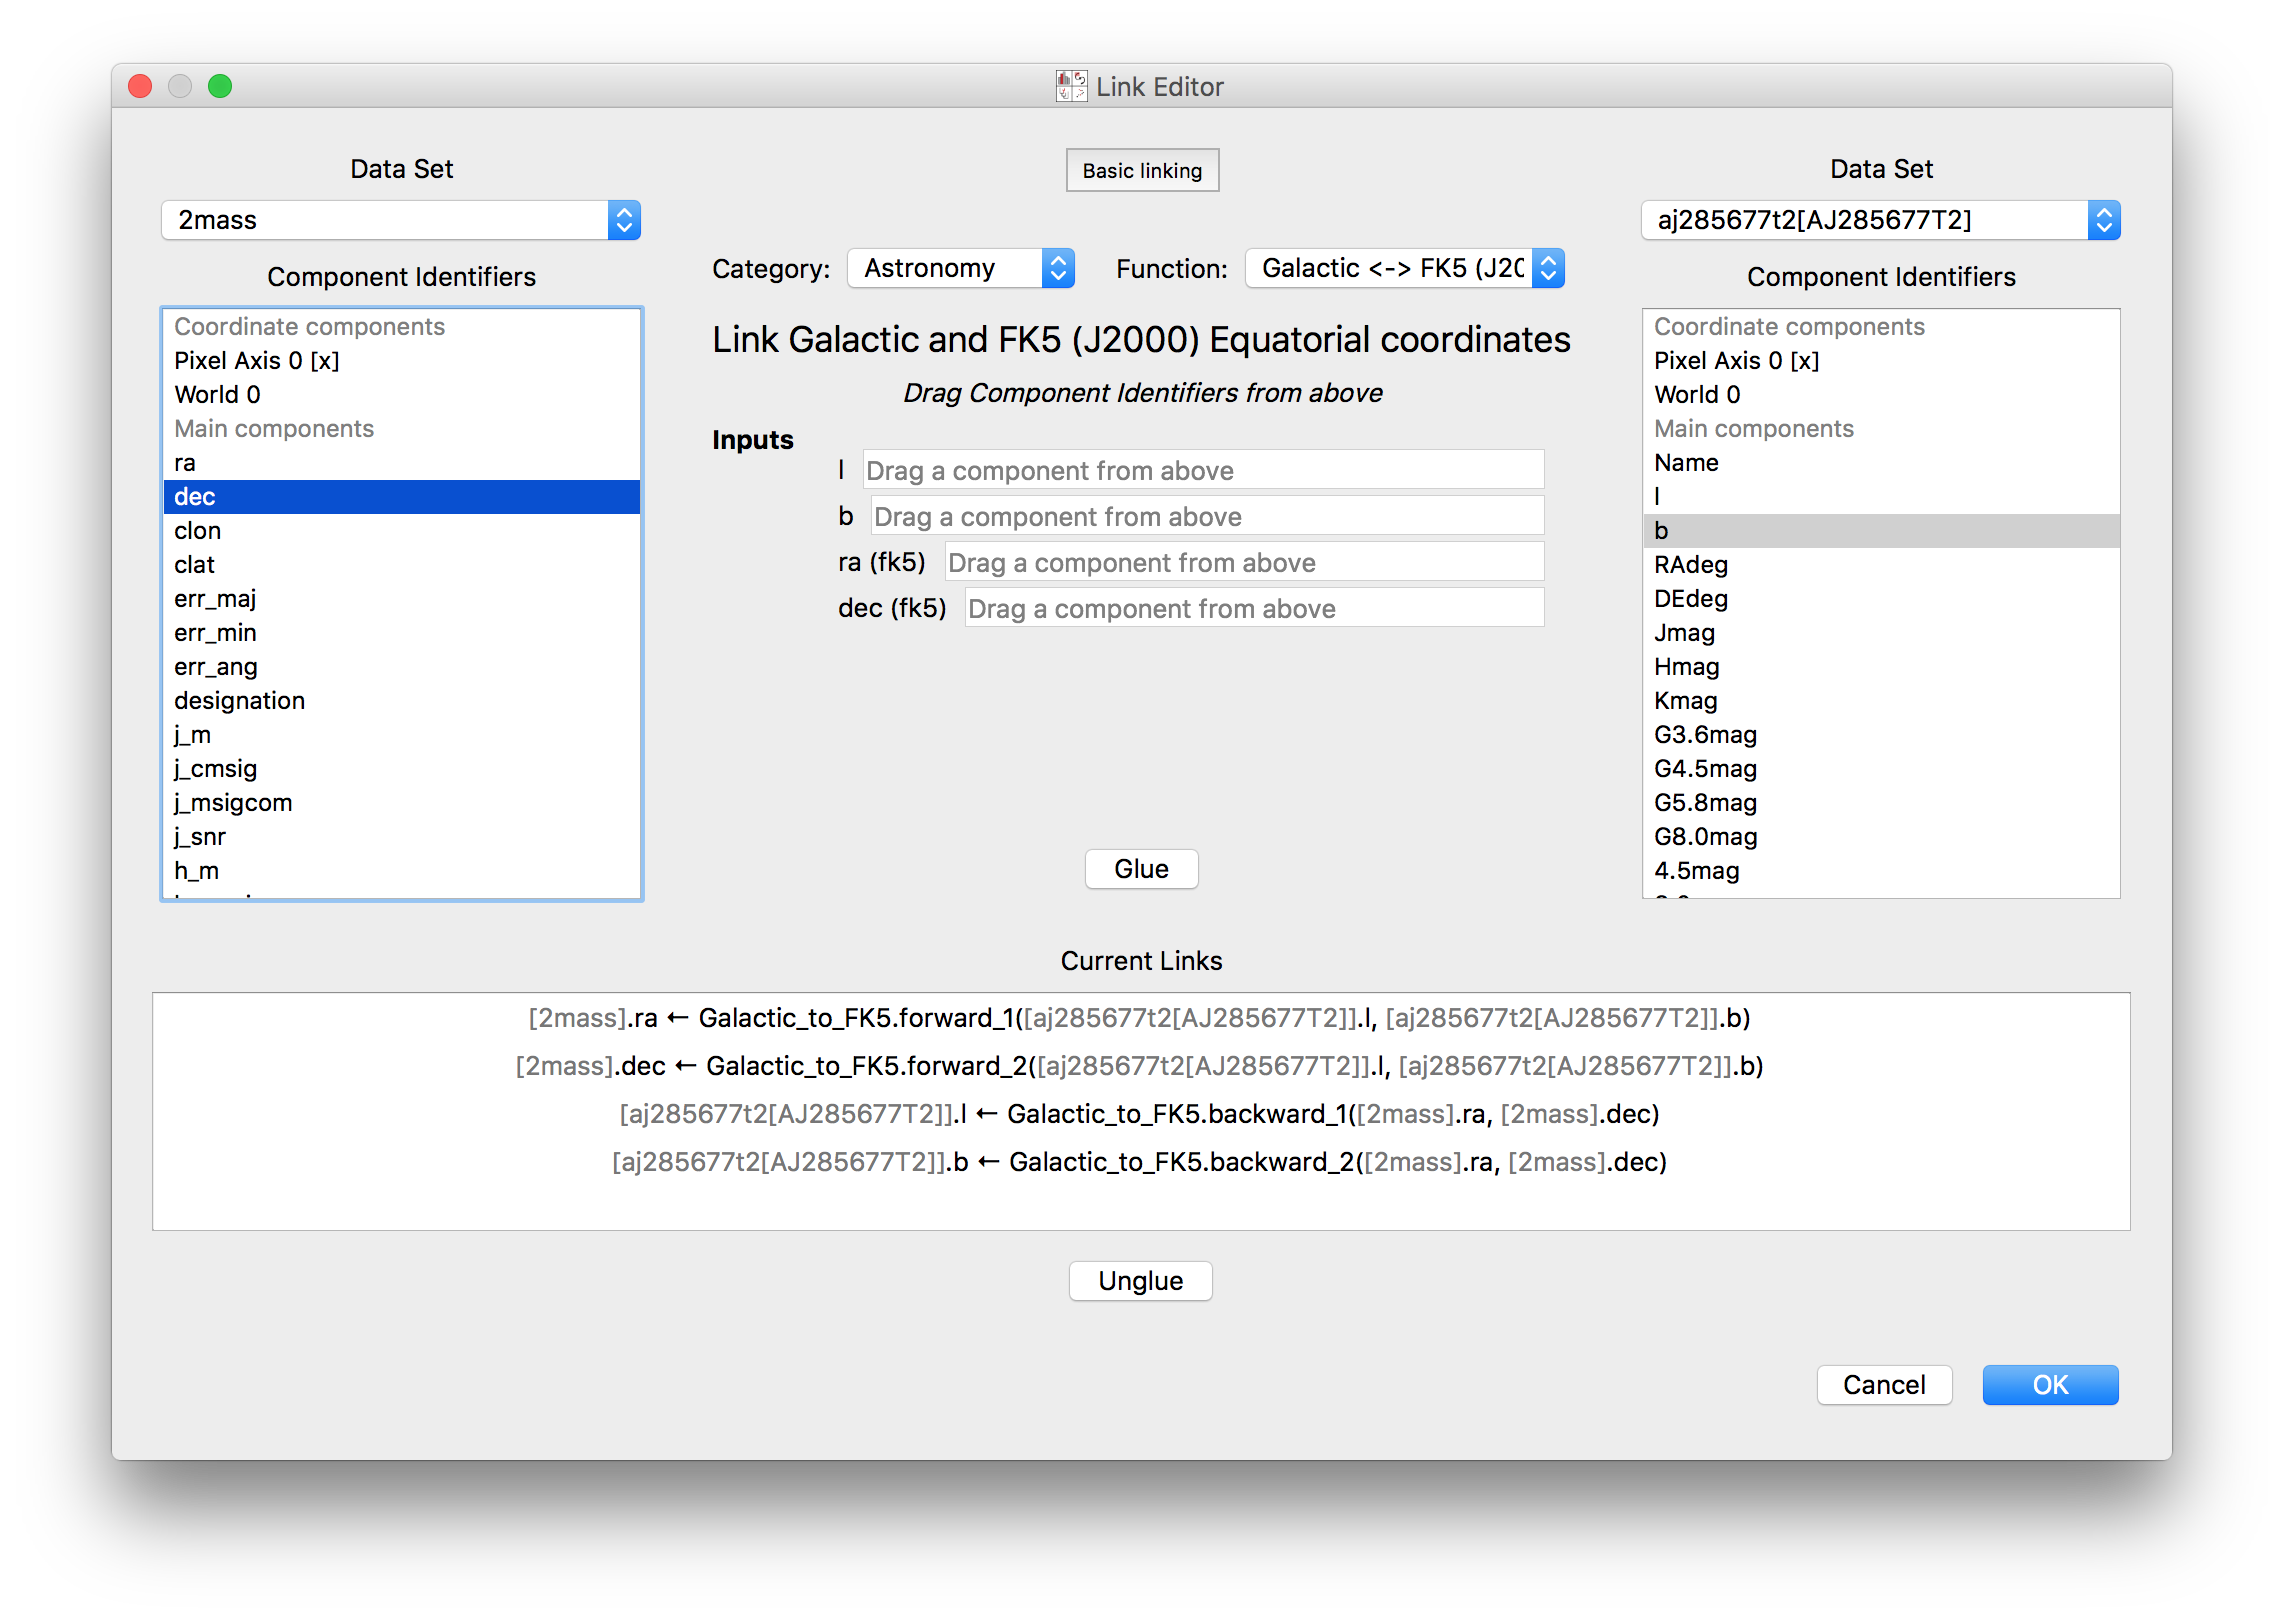 Link Editor
Data Set
2mass
Component Identifiers
Coordinate components
Pixel Axis 0 [x]
World 0
Main components
ra
dec
clon
clat
err_maj
err_min
err_ang
designation
j_m
j_cmsig
j_msigcom
j_snr
h_m
Basic linking
Category: Astronomy Function: Galactic <-> FK5 (J20
Link Galactic and FK5 (J2000) Equatorial coordinates
Drag Component Identifiers from above
Inputs
l Drag a component from above
b Drag a component from above
ra (fk5) Drag a component from above
dec (fk5) Drag a component from above
Glue
Data Set
aj285677t2[AJ285677T2]
Component Identifiers
Coordinate components
Pixel Axis 0 [x]
World 0
Main components
Name
l
b
RAdeg
DEdeg
Jmag
Hmag
Kmag
G3.6mag
G4.5mag
G5.8mag
G8.0mag
4.5mag
Current Links
[2mass].ra ← Galactic_to_FK5.forward_1([aj285677t2[AJ285677T2]].l, [aj285677t2[AJ285677T2]].b)
[2mass].dec ← Galactic_to_FK5.forward_2([aj285677t2[AJ285677T2]].l, [aj285677t2[AJ285677T2]].b)
[aj285677t2[AJ285677T2]].l ← Galactic_to_FK5.backward_1([2mass].ra, [2mass].dec)
[aj285677t2[AJ285677T2]].b ← Galactic_to_FK5.backward_2([2mass].ra, [2mass].dec)
Unglue
Cancel
OK